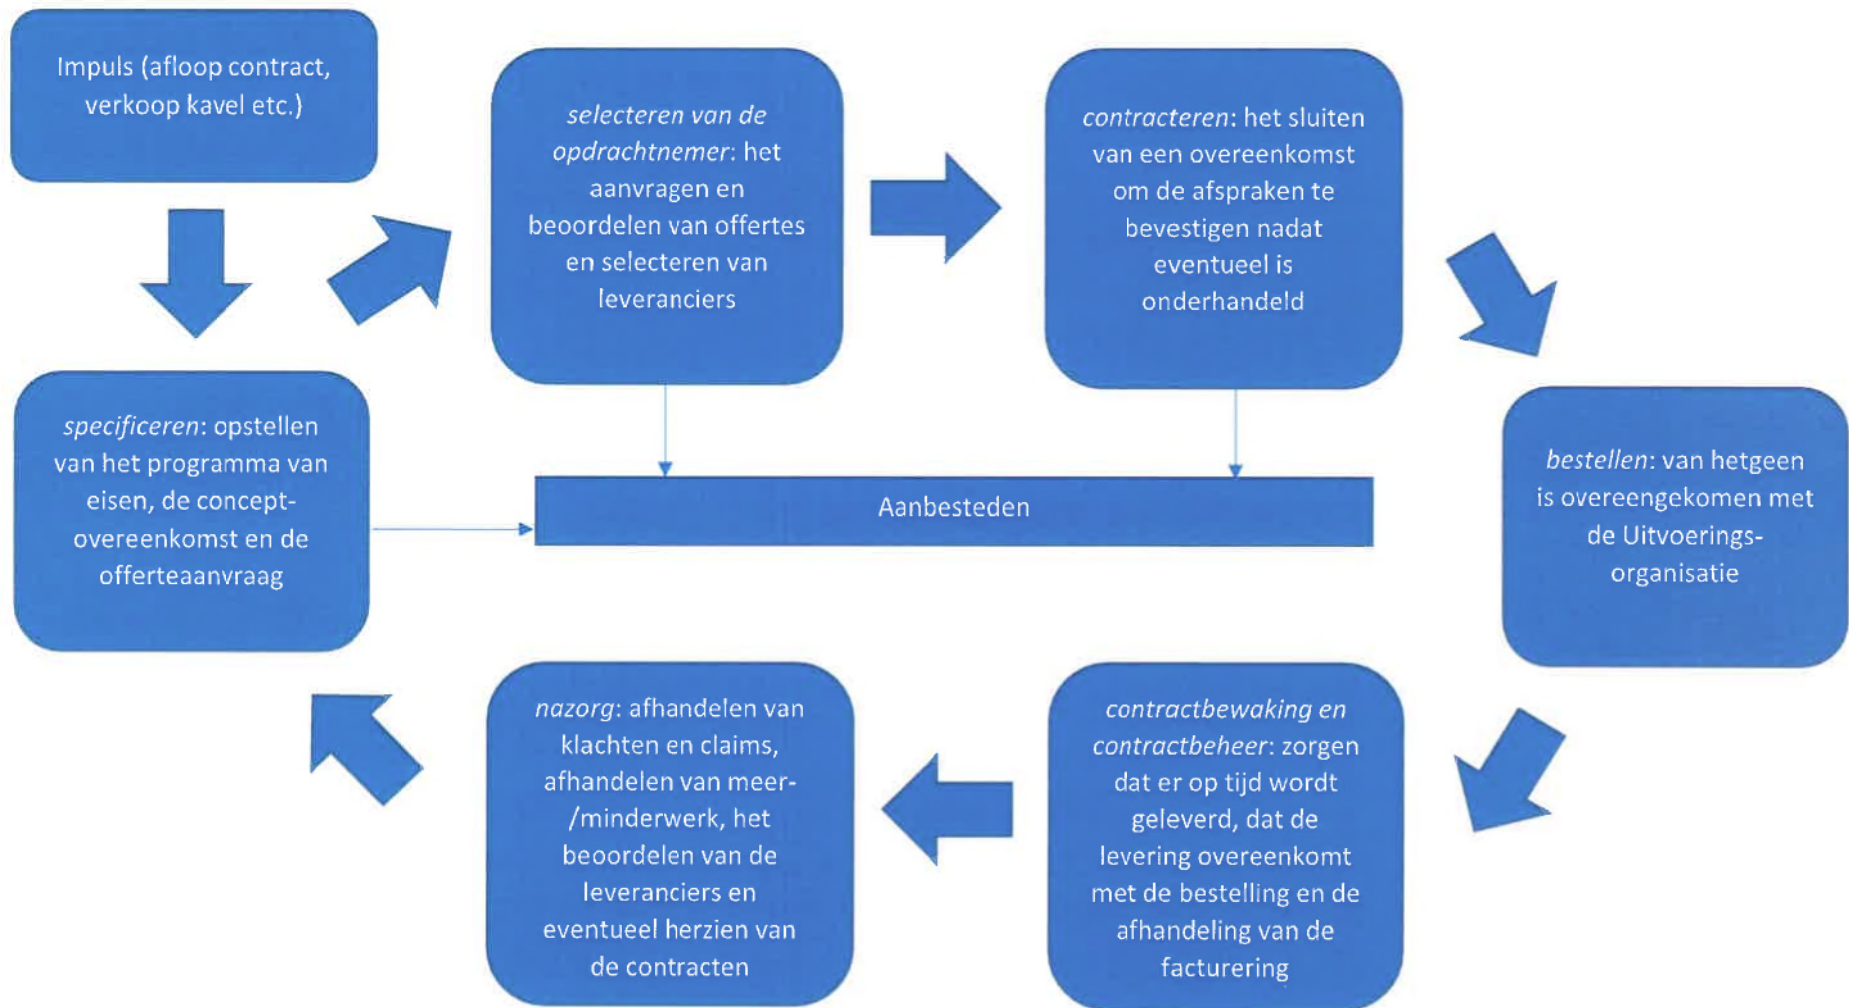 Impuls (afloop contract,
verkoop kavel etc.)
selecteren van de
opdrachtnemer: het
aanvragen en
beoordelen van offertes
en selecteren van
leveranciers
contracteren: het sluiten
van een overeenkomst
om de afspraken te
bevestigen nadat
eventueel is
onderhandeld
bestellen: van hetgeen
is overeengekomen met
de Uitvoerings-
organisatie
contractbewaking en
contractbeheer: zorgen
dat er op tijd wordt
geleverd, dat de
levering overeenkomt
met de bestelling en de
afhandeling van de
facturering
nazorg: afhandelen van
klachten en claims,
afhandelen van meer-
/minderwerk, het
beoordelen van de
leveranciers en
eventueel herzien van
de contracten
specificeren: opstellen
van het programma van
eisen, de concept-
overeenkomst en de
offerteaanvraag
Aanbesteden